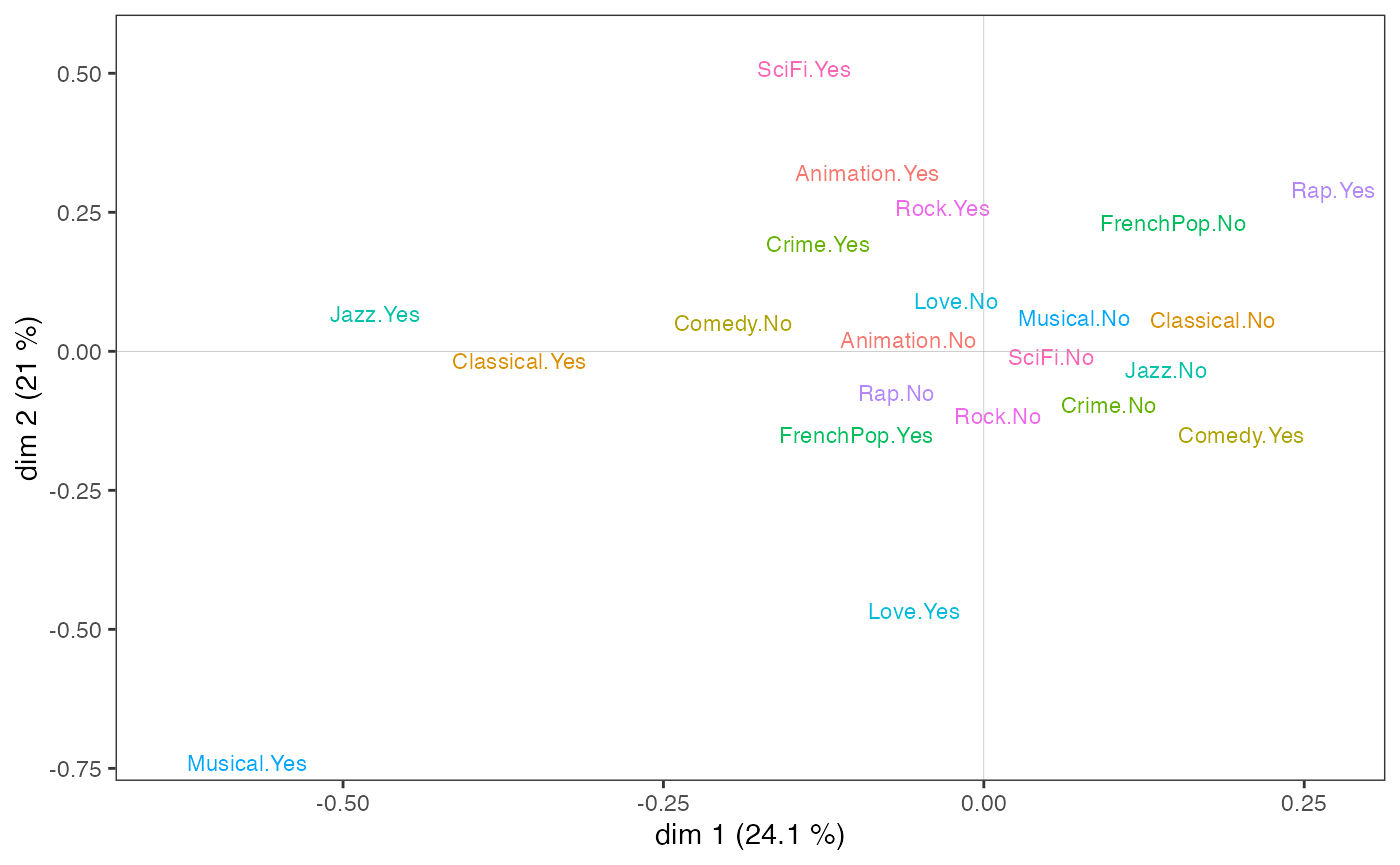 SciFi.Yes
0.50
Animation.Yes
Rap.Yes
Rock.Yes
0.25
FrenchPop.No
Crime.Yes
Love.No
Jazz.Yes
Musical.No
Classical.No
Comedy.No
Animation.No
0.00
SciFi.No
Classical.Yes
Jazz.No
Rap.No
Crime.No
Rock.No
FrenchPop.Yes
Comedy.Yes
-0.25
Love.Yes
-0.50
Musical.Yes
-0.75
dim 2 (21 %)
-0.50
-0.25
0.00
0.25
dim 1 (24.1 %)